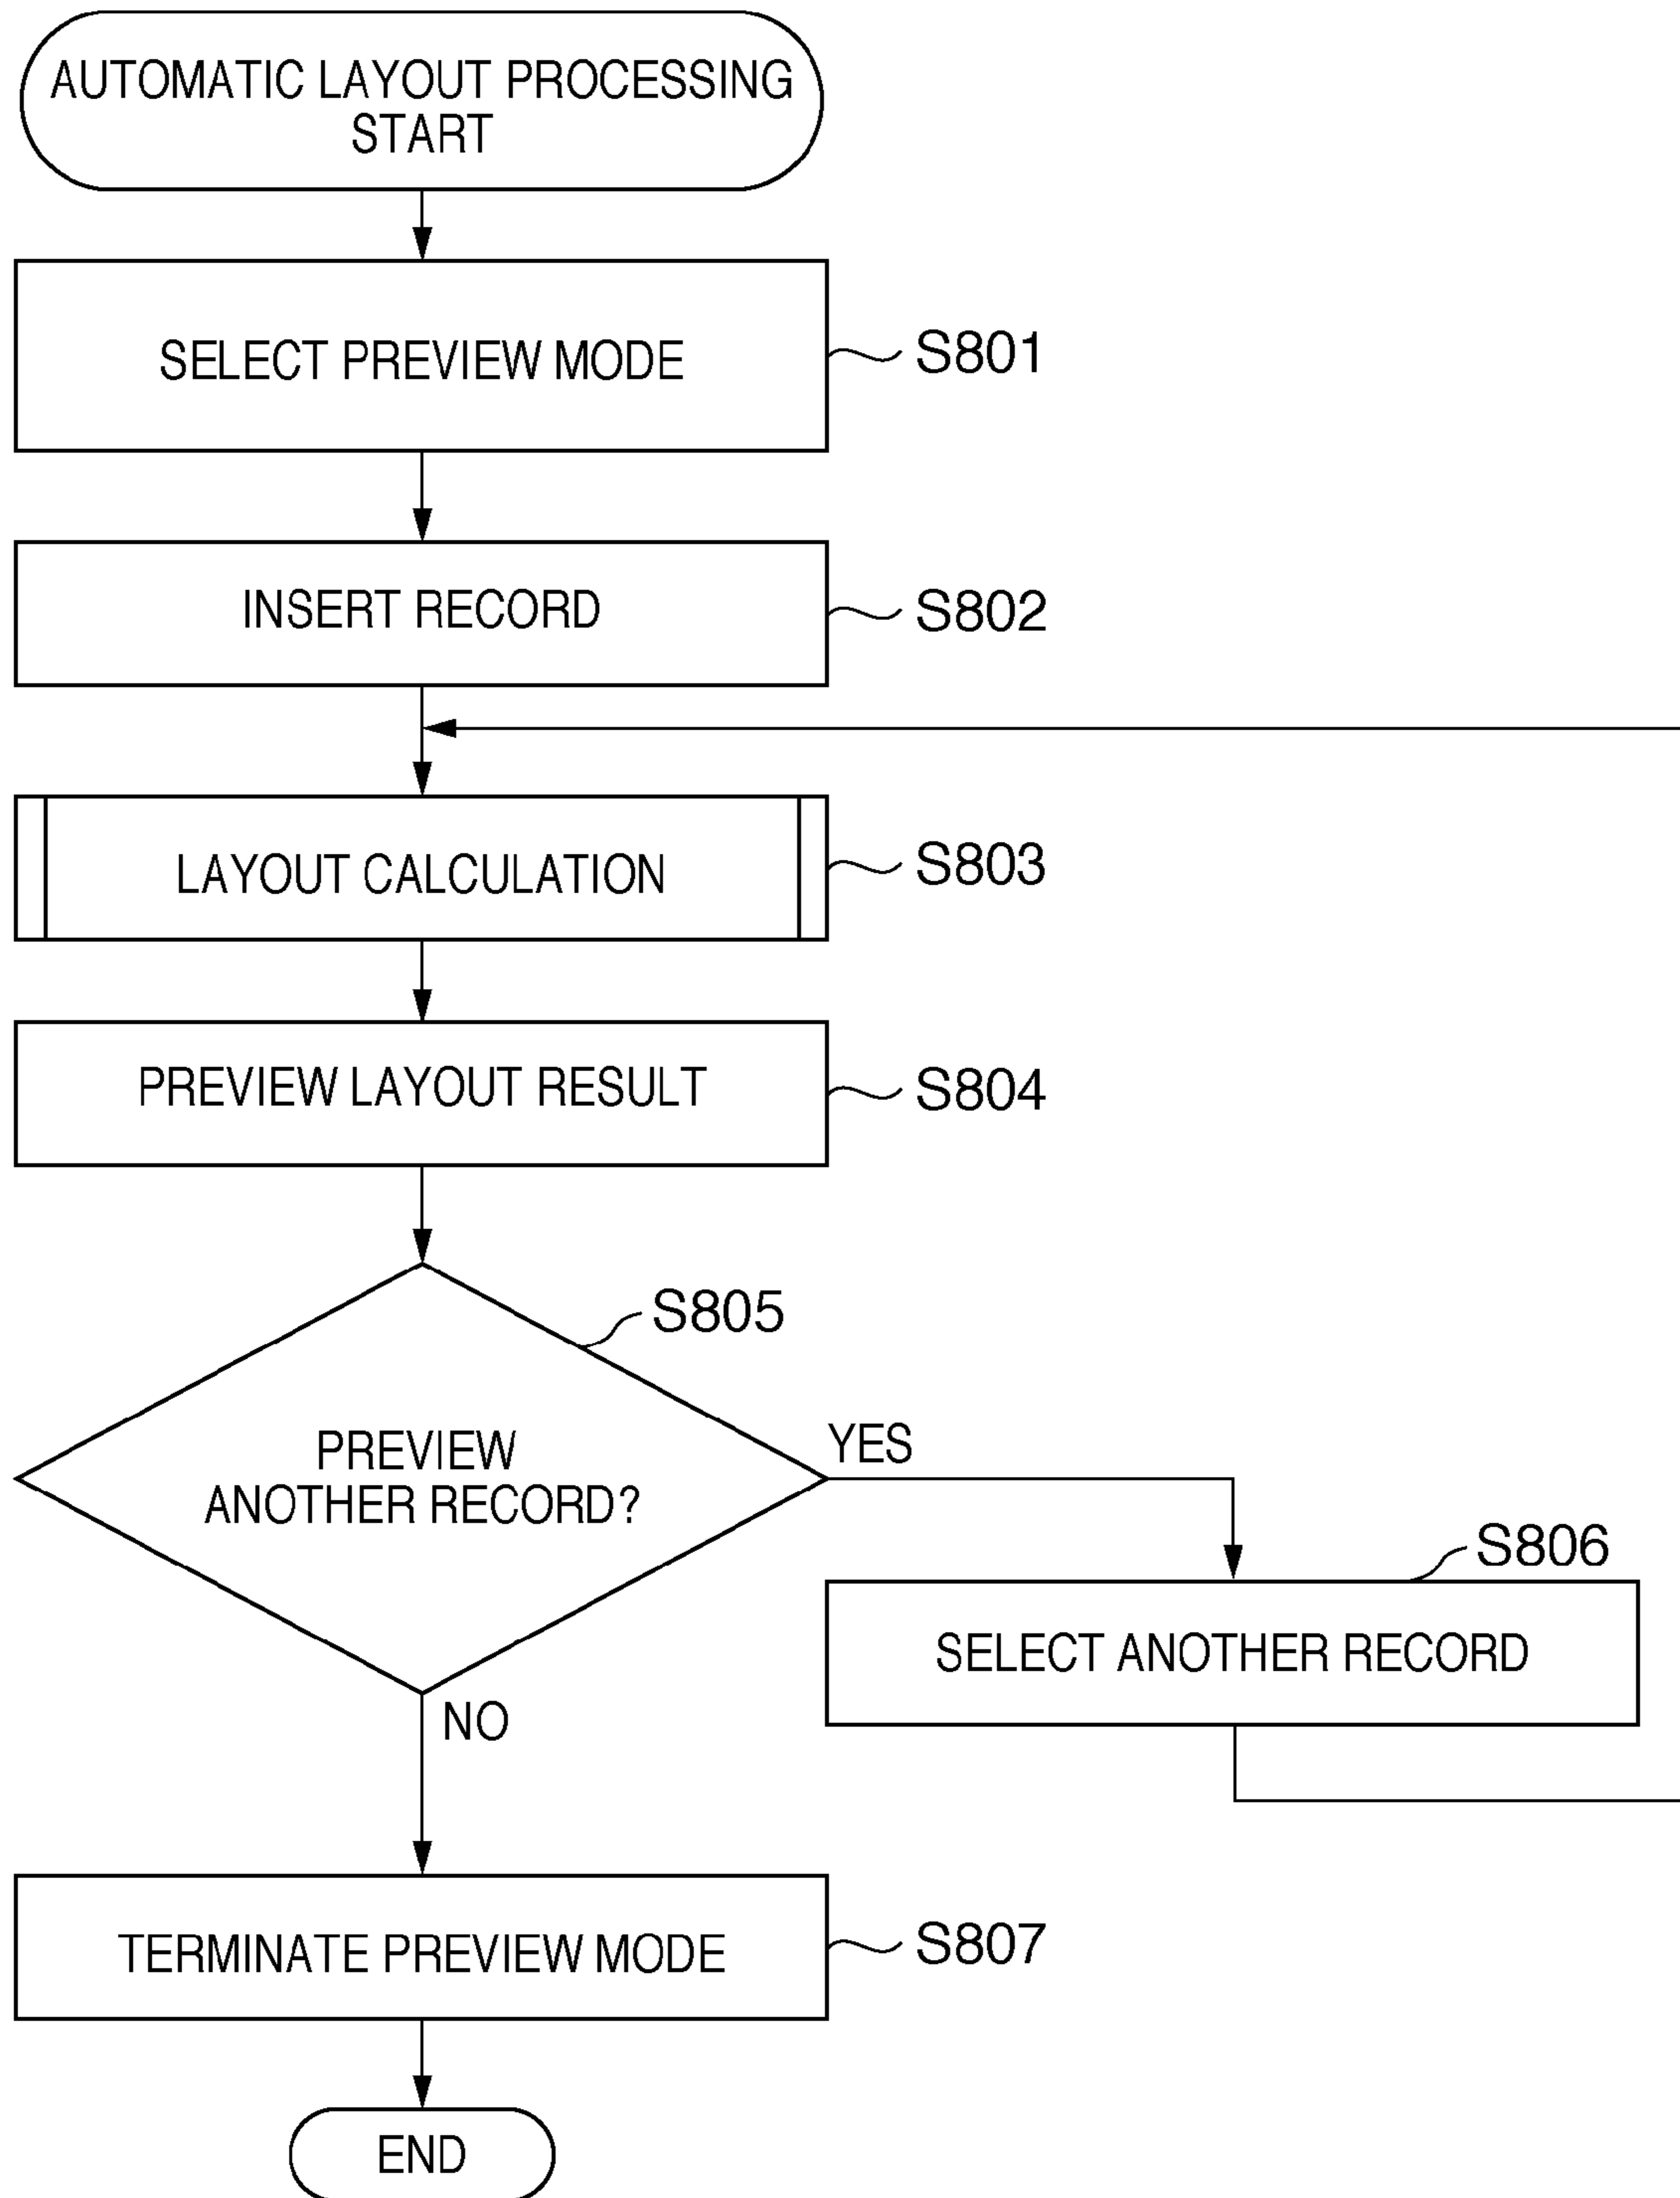 AUTOMATIC LAYOUT PROCESSING
START
SELECT PREVIEW MODE
S801
INSERT RECORD
S802
LAYOUT CALCULATION
S803
PREVIEW LAYOUT RESULT
S804
S805
PREVIEW
ANOTHER RECORD?
YES
S806
SELECT ANOTHER RECORD
NO
TERMINATE PREVIEW MODE
S807
END